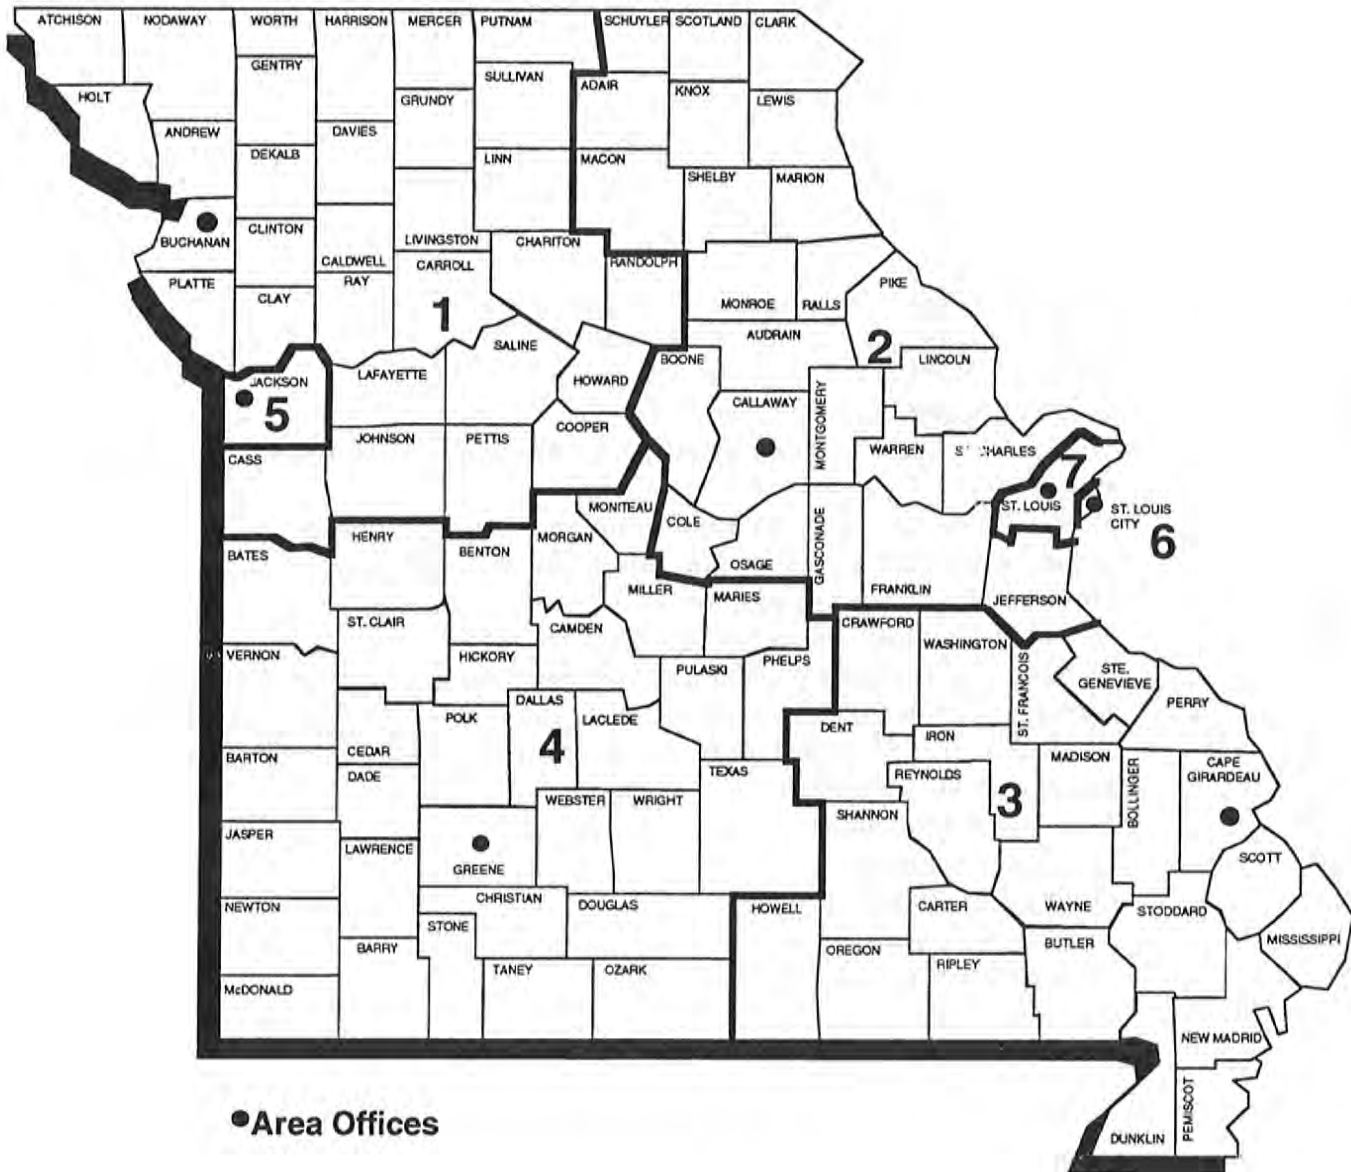 ATCHISON
NODAWAY
WORTH
HARRISON
MERCER
PUTNAM
SCHUYLER
SCOTLAND
CLARK
GENTRY
SULLIVAN
ADAIR
KNOX
LEWIS
HOLT
GRUNDY
ANDREW
DAVIES
DEKALB
LINN
MACON
SHELBY
MARION
BUCHANAN
CLINTON
LIVINGSTON
CHARITON
CALDWELL
CARROLL
RANDOLPH
PLATTE
RAY
CLAY
1
MONROE
RALLS
PIKE
AUDRAIN
2
SALINE
LINCOLN
BOONE
LAFAYETTE
HOWARD
JACKSON
5
CALLAWAY
MONTGOMERY
COOPER
JOHNSON
PETTIS
WARREN
CHARLES
7
CASS
MONITEAU
ST. LOUIS
ST. LOUIS
CITY
6
COLE
HENRY
MORGAN
BENTON
BATES
OSAGE
GASCONADE
MILLER
MARIES
FRANKLIN
JEFFERSON
ST. CLAIR
CAMDEN
CRAWFORD
WASHINGTON
VERNON
HICKORY
PULASKI
PHELPS
ST. FRANCOIS
STE.
GENEVIEVE
DALLAS
PERRY
POLK
LACLEDE
DENT
IRON
4
CEDAR
BARTON
MADISON
CAPE
GIRARDEAU
DADE
TEXAS
REYNOLDS
BOLLINGER
3
WEBSTER
WRIGHT
SHANNON
JASPER
LAWRENCE
GREENE
SCOTT
CHRISTIAN
DOUGLAS
NEWTON
HOWELL
CARTER
WAYNE
STODDARD
STONE
BARRY
OREGON
BUTLER
MISSISSIPPI
TANEY
OZARK
RIPLEY
McDONALD
NEW MADRID
PEMISCOT
DUNKLIN
Area Offices